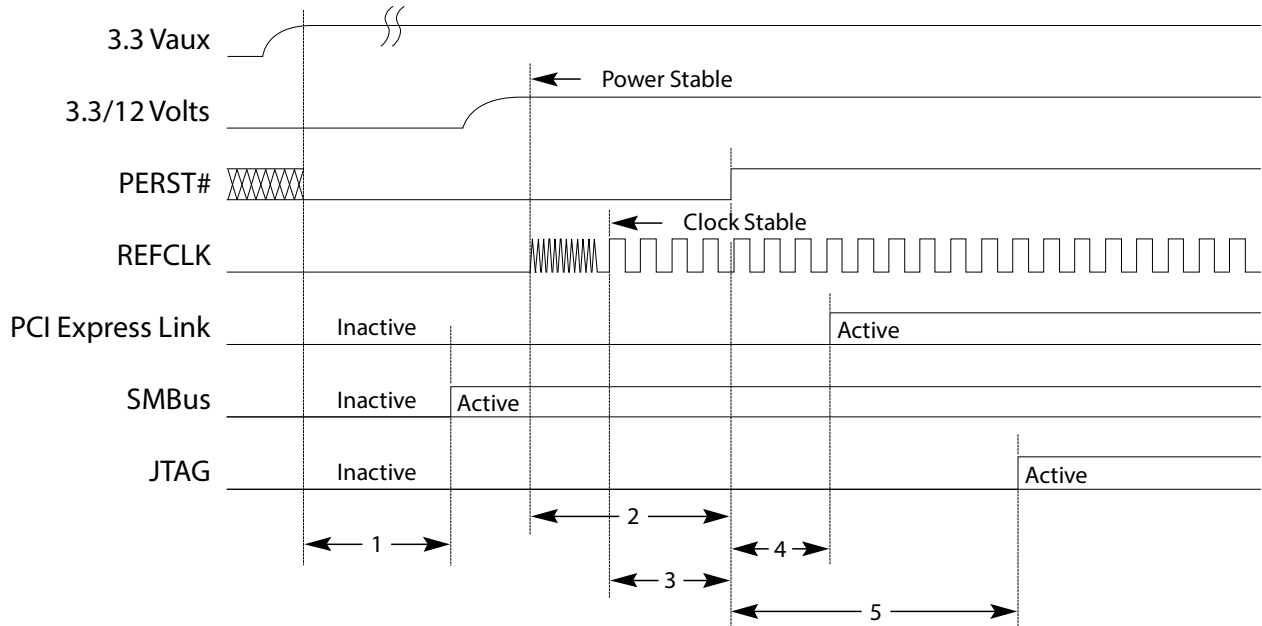 3.3 Vaux
Power Stable
3.3/12 Volts
PERST#
Clock Stable
REFCLK
PCI Express Link
Inactive
Active
SMBus
Inactive
Active
JTAG
Inactive
Active
2
1
4
3
5